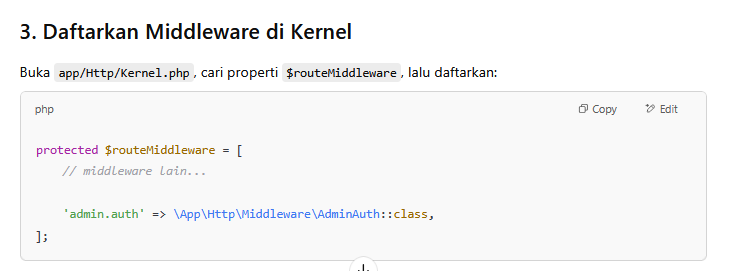 3. Daftarkan Middleware di Kernel
Buka app/Http/Kernel.php, cari properti $routeMiddleware, lalu daftarkan:
php Copy Edit
protected $routeMiddleware = [
// middleware lain...
'admin.auth' => \App\Http\Middleware\AdminAuth::class,
];